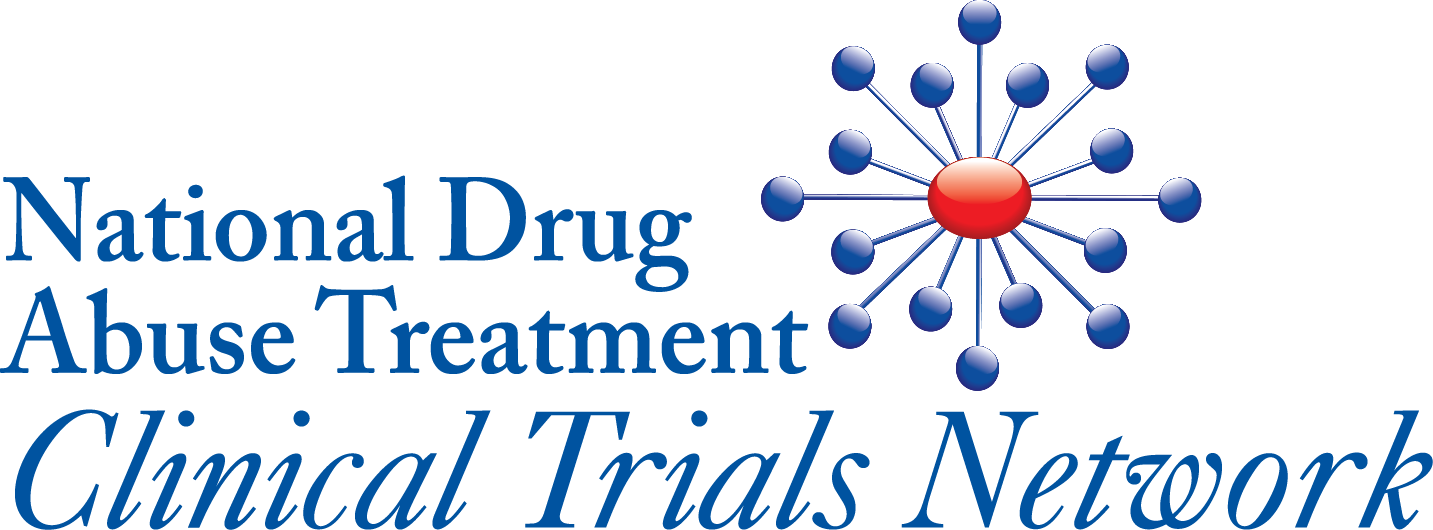 National Drug
Abuse Treatment
Clinical Trials Network